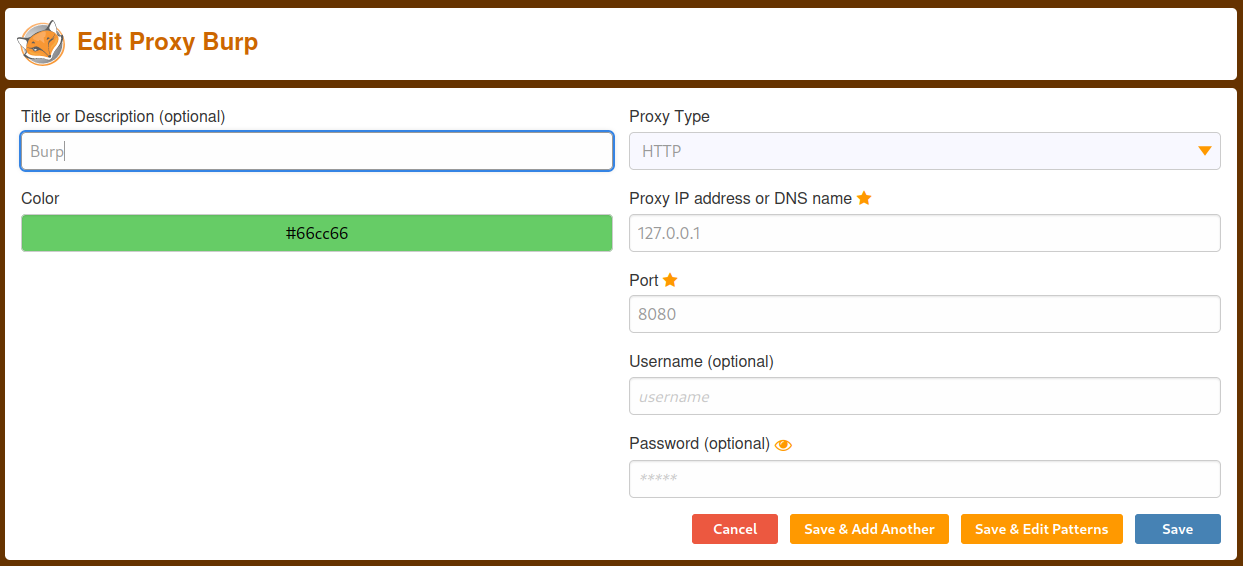 Edit Proxy Burp
Title or Description (optional)
Burp
Color
#66cc66
Proxy Type
HTTP
Proxy IP address or DNS name
127.0.0.1
Port
8080
Username (optional)
username
Password (optional)
*****
Cancel
Save & Add Another
Save & Edit Patterns
Save